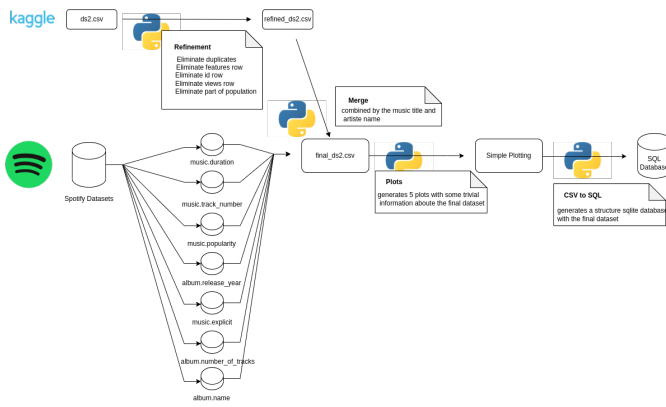 kaggle
ds2.csv
refined_ds2.csv
Refinement
Eliminate duplicates
Eliminate features row
Eliminate id row
Eliminate views row
Eliminate part of population
Merge
combined by the music title and
artiste name
Spotify Datasets
music.duration
music.track_number
music.popularity
album.release_year
music.explicit
album.number_of_tracks
album.name
final_ds2.csv
Plots
generates 5 plots with some trivial
information aboute the final dataset
Simple Plotting
CSV to SQL
generates a structure sqlite database
with the final dataset
SQL
Database